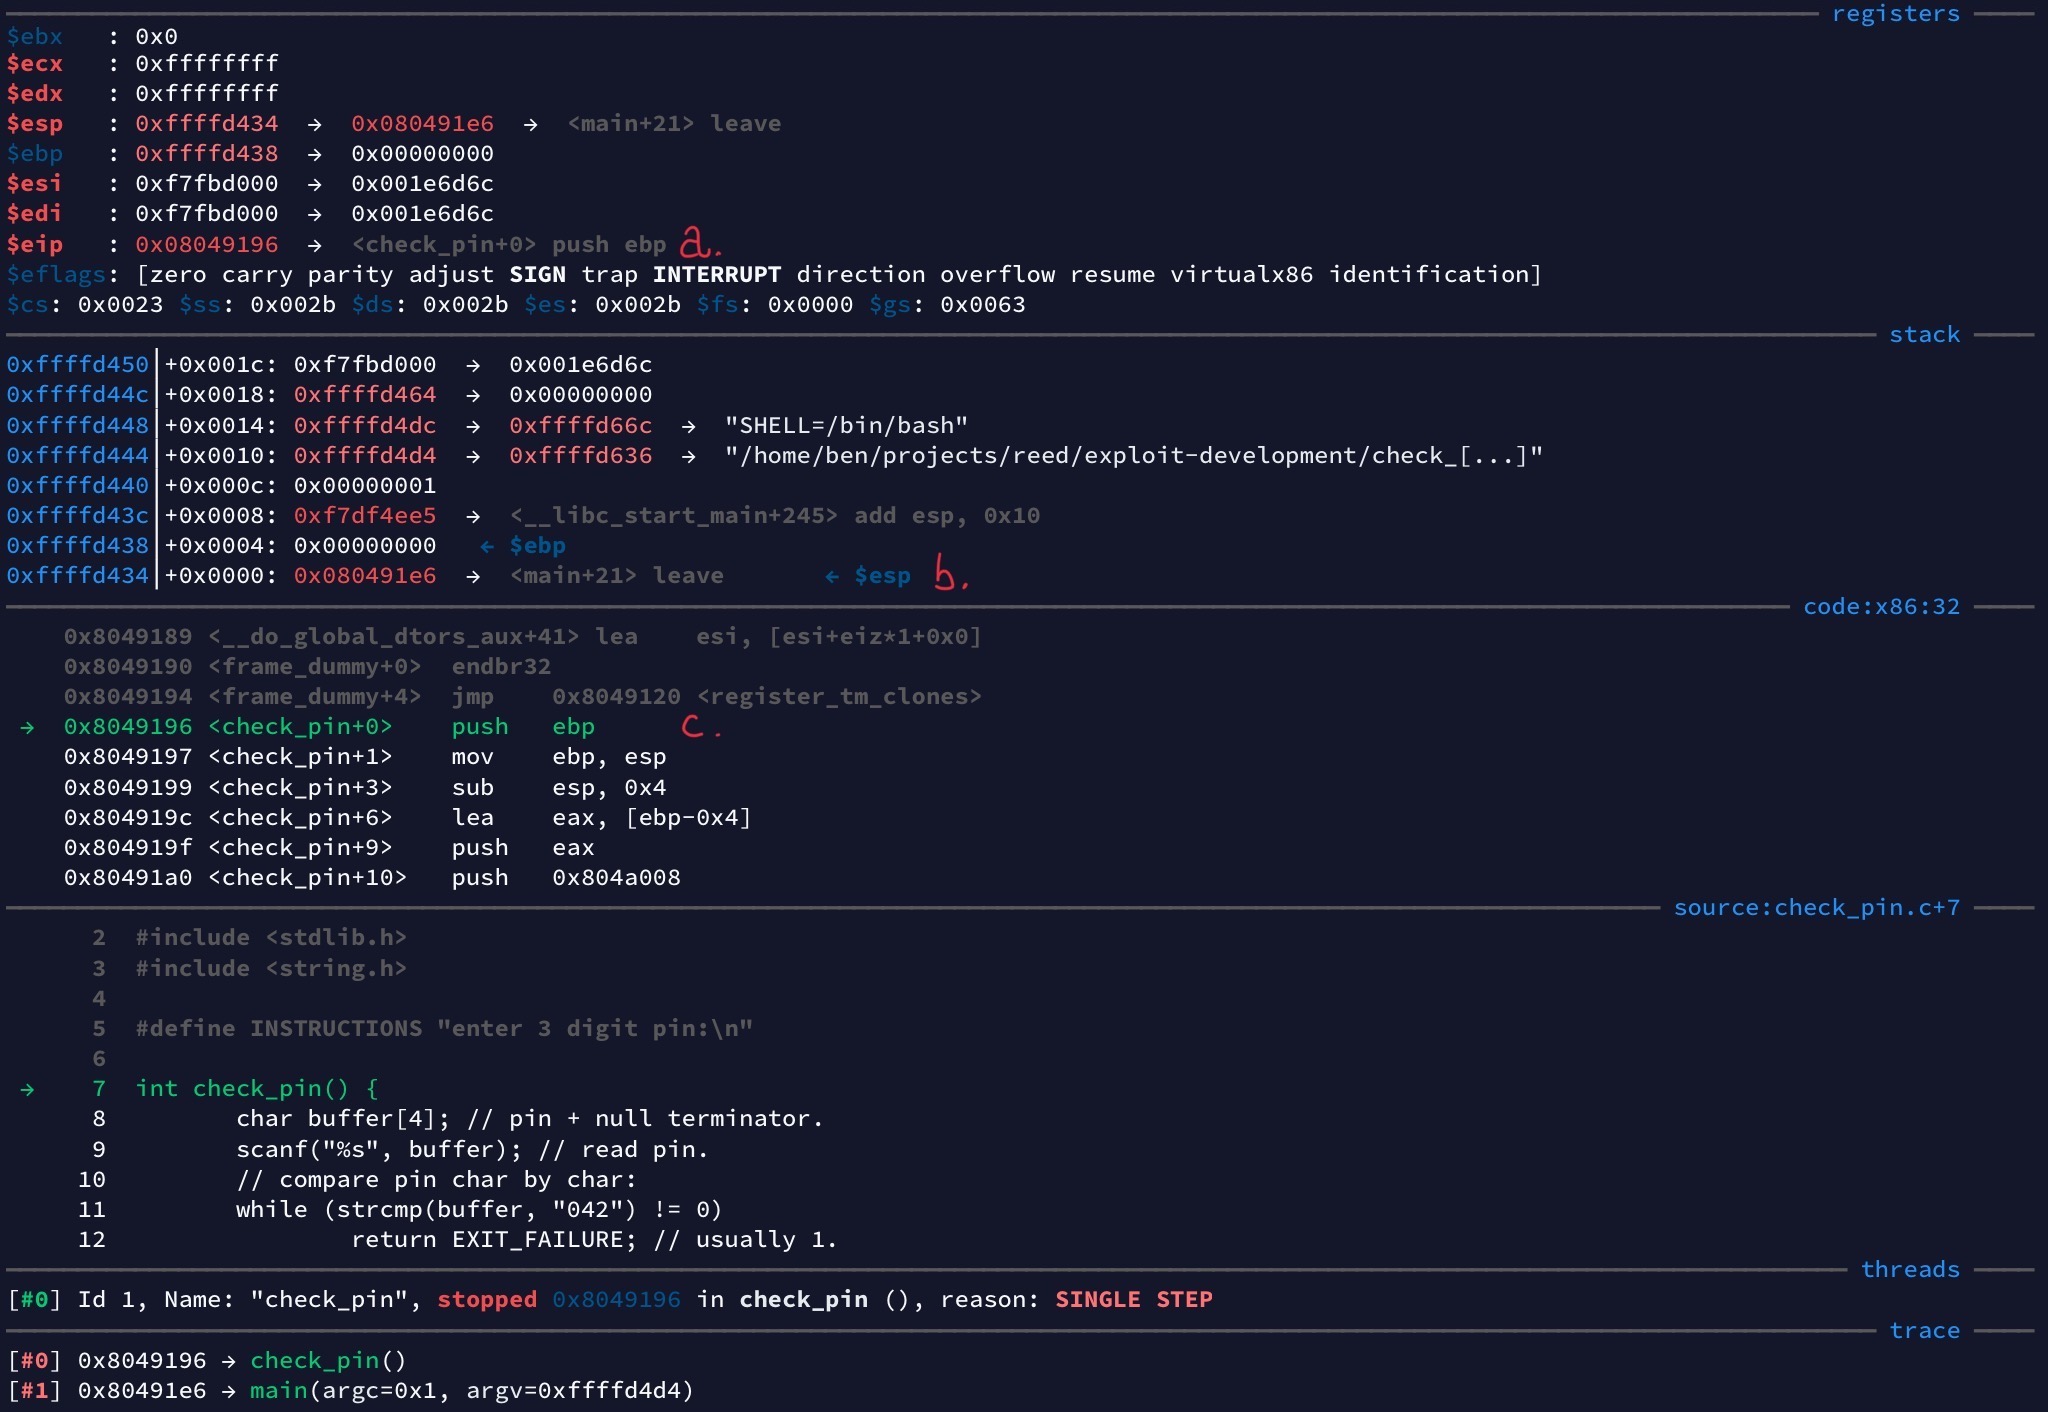 registers
$ebx   : 0x0
$ecx   : 0xffffffff
$edx   : 0xffffffff
$esp   : 0xffffd434  →  0x080491e6  →  <main+21> leave
$ebp   : 0xffffd438  →  0x00000000
$esi   : 0xf7fbd000  →  0x001e6d6c
$edi   : 0xf7fbd000  →  0x001e6d6c
$eip   : 0x08049196  →  <check_pin+0> push ebp a.
$eflags: [zero carry parity adjust SIGN trap INTERRUPT direction overflow resume virtualx86 identification]
$cs: 0x0023 $ss: 0x002b $ds: 0x002b $es: 0x002b $fs: 0x0000 $gs: 0x0063
stack
0xffffd450│+0x001c: 0xf7fbd000  →  0x001e6d6c
0xffffd44c│+0x0018: 0xffffd464  →  0x00000000
0xffffd448│+0x0014: 0xffffd4dc  →  0xffffd66c  →  "SHELL=/bin/bash"
0xffffd444│+0x0010: 0xffffd4d4  →  0xffffd636  →  "/home/ben/projects/reed/exploit-development/check_[...]"
0xffffd440│+0x000c: 0x00000001
0xffffd43c│+0x0008: 0xf7df4ee5  →  <__libc_start_main+245> add esp, 0x10
0xffffd438│+0x0004: 0x00000000   ← $ebp
0xffffd434│+0x0000: 0x080491e6  →  <main+21> leave       ← $esp b.
code:x86:32
0x8049189 <__do_global_dtors_aux+41> lea    esi, [esi+eiz*1+0x0]
0x8049190 <frame_dummy+0>  endbr32
0x8049194 <frame_dummy+4>  jmp    0x8049120 <register_tm_clones>
→  0x8049196 <check_pin+0>    push   ebp c.
0x8049197 <check_pin+1>    mov    ebp, esp
0x8049199 <check_pin+3>    sub    esp, 0x4
0x804919c <check_pin+6>    lea    eax, [ebp-0x4]
0x804919f <check_pin+9>    push   eax
0x80491a0 <check_pin+10>   push   0x804a008
source:check_pin.c+7
2  #include <stdlib.h>
3  #include <string.h>
4
5  #define INSTRUCTIONS "enter 3 digit pin:\n"
6
→    7  int check_pin() {
8         char buffer[4]; // pin + null terminator.
9         scanf("%s", buffer); // read pin.
10         // compare pin char by char:
11         while (strcmp(buffer, "042") != 0)
12                 return EXIT_FAILURE; // usually 1.
threads
[#0] Id 1, Name: "check_pin", stopped 0x8049196 in check_pin (), reason: SINGLE STEP
trace
[#0] 0x8049196 → check_pin()
[#1] 0x80491e6 → main(argc=0x1, argv=0xffffd4d4)